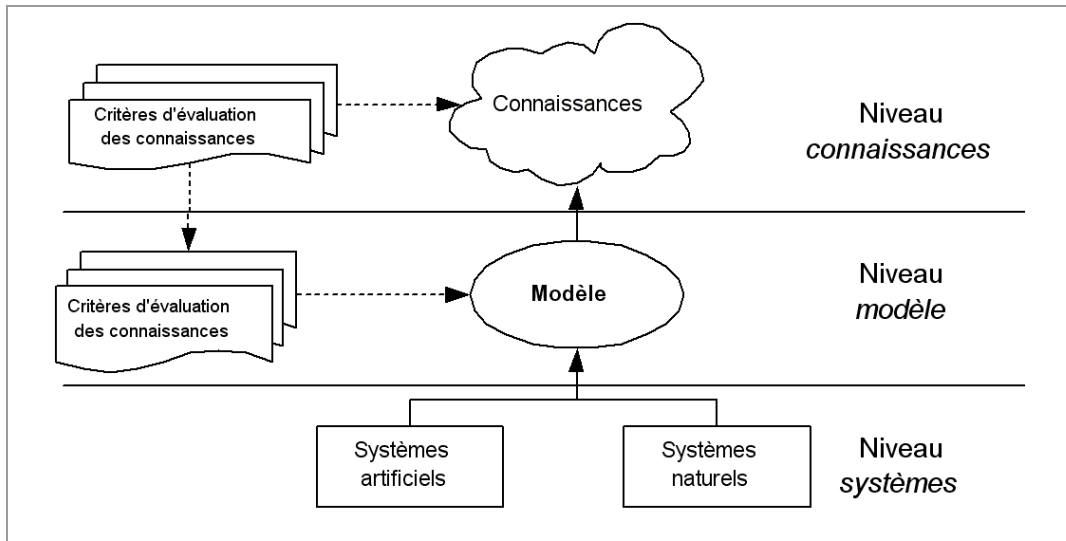 Critères d'évaluation
des connaissances
Connaissances
Niveau
connaissances
Critères d'évaluation
des connaissances
Modèle
Niveau
modèle
Systèmes
artificiels
Systèmes
naturels
Niveau
systèmes